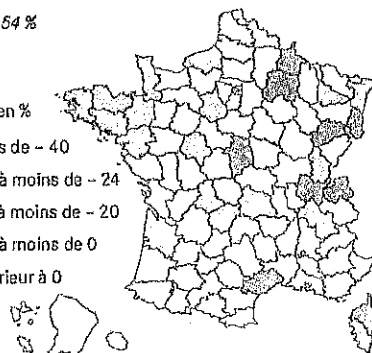 54 %
en %
s de – 40
à moins de – 24
à moins de – 20
à moins de 0
rieur à 0